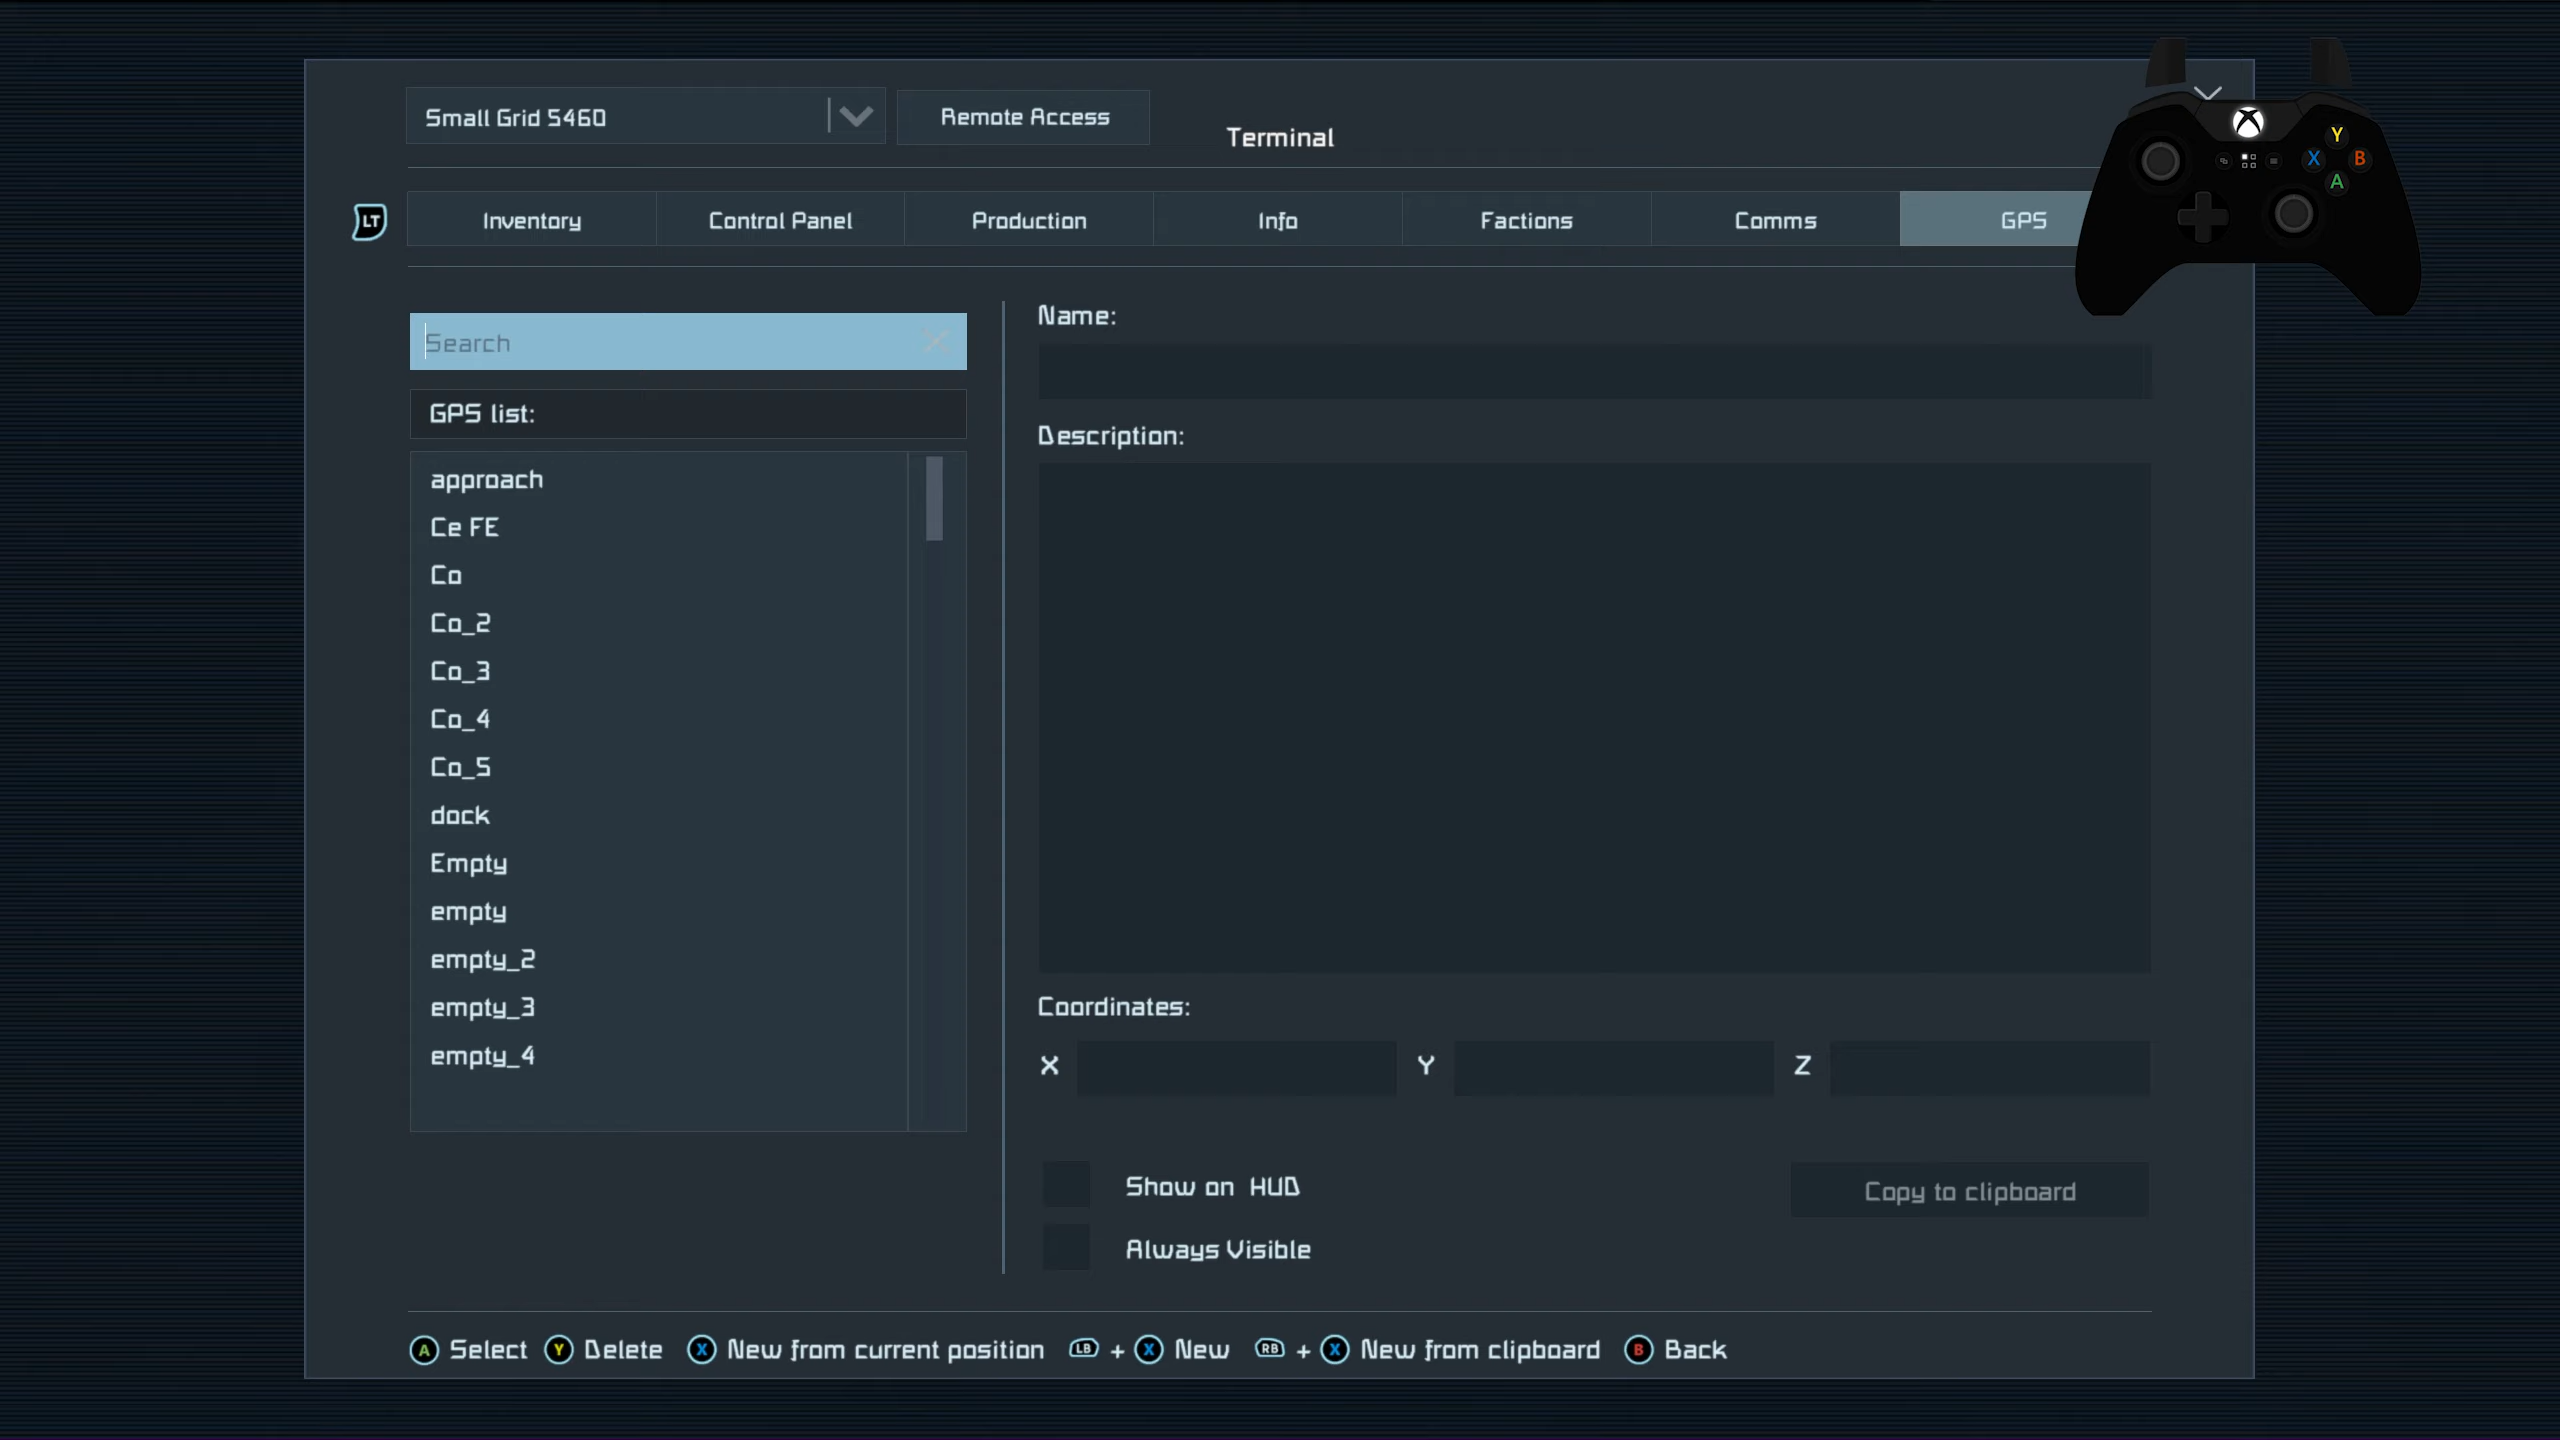 Small Grid 5460
Remote Access
Terminal
LT
Inventory
Control Panel
Production
Info
Factions
Comms
GPS
Y
X
B
A
Search
GPS list:
approach
Ce FE
Co
Co_2
Co_3
Co_4
Co_5
dock
Empty
empty
empty_2
empty_3
empty_4
Name:
Description:
Coordinates:
X
Y
Z
Show on HUD
Always Visible
Copy to clipboard
A Select Y Delete X New from current position LB + X New RB + X New from clipboard B Back